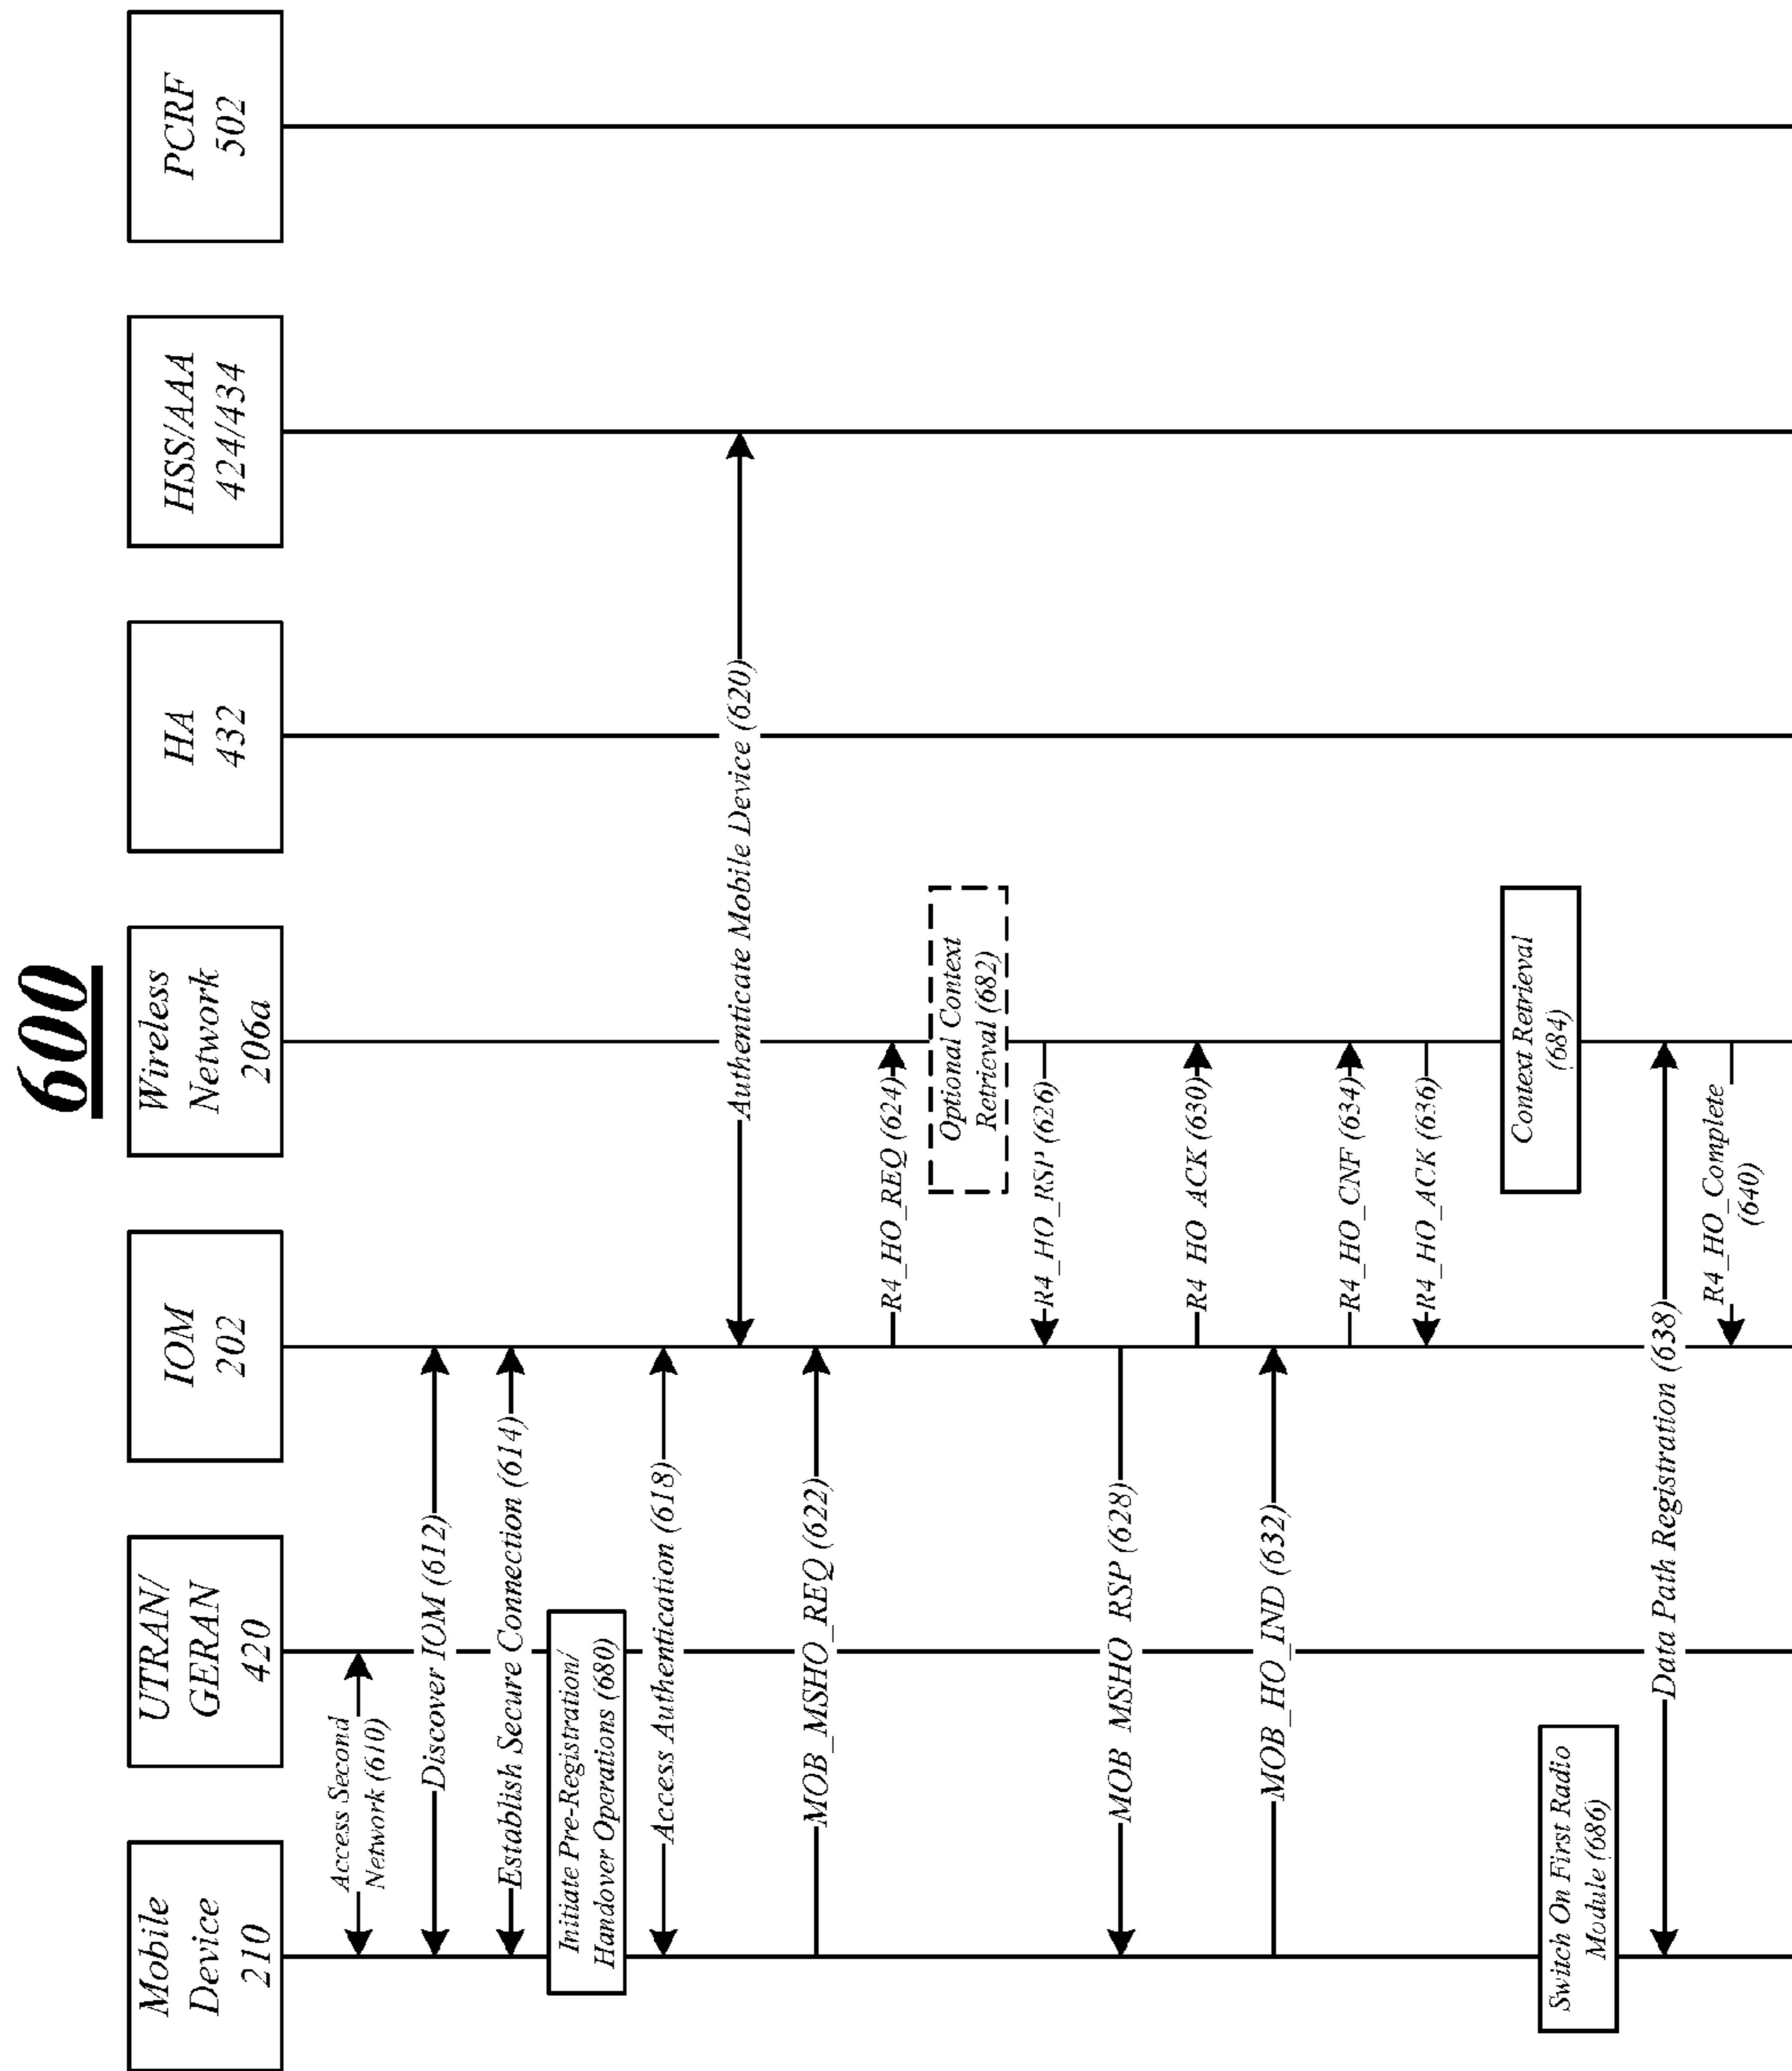 600
Mobile
Device
210
UTRAN/
GERAN
420
IOM
202
Wireless
Network
206a
HA
432
HSS/AAA
424/434
PCRF
502
Access Second
Network (610)
Discover IOM (612)
Establish Secure Connection (614)
Initiate Pre-Registration/
Handover Operations (680)
Access Authentication (618)
Authenticate Mobile Device (620)
MOB_MSHO_REQ (622)
R4_HO_REQ (624)
Optional Context
Retrieval (682)
R4_HO_RSP (626)
MOB_MSHO_RSP (628)
R4_HO_ACK (630)
MOB_HO_IND (632)
R4_HO_CNF (634)
R4_HO_ACK (636)
Context Retrieval
(684)
Switch On First Radio
Module (686)
Data Path Registration (638)
R4_HO_Complete
(640)